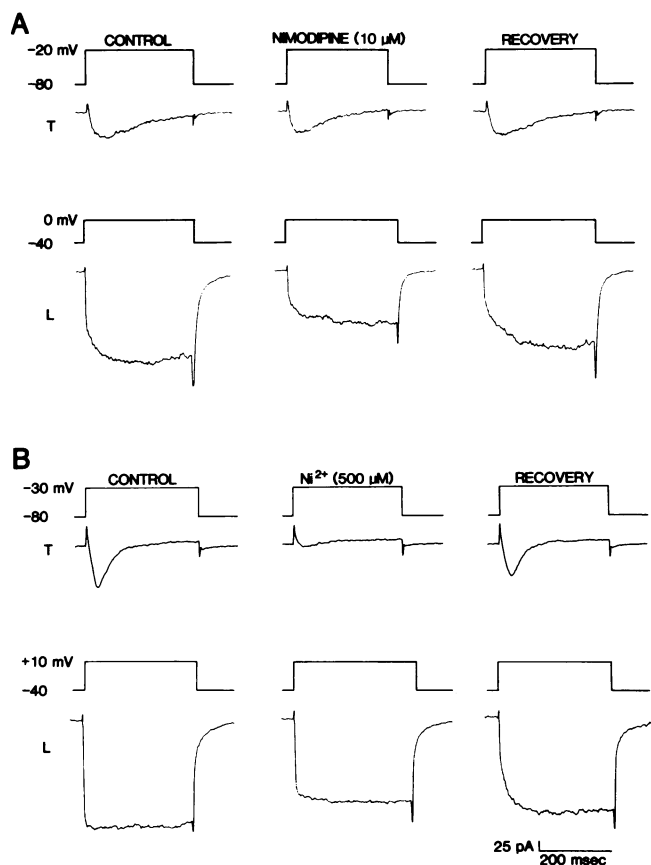 A
CONTROL
NIMODIPINE (10 μM)
RECOVERY
-20 mV
-80
T
0 mV
-40
L
B
CONTROL
Ni²⁺ (500 μM)
RECOVERY
-30 mV
-80
T
+10 mV
-40
L
25 pA
200 msec